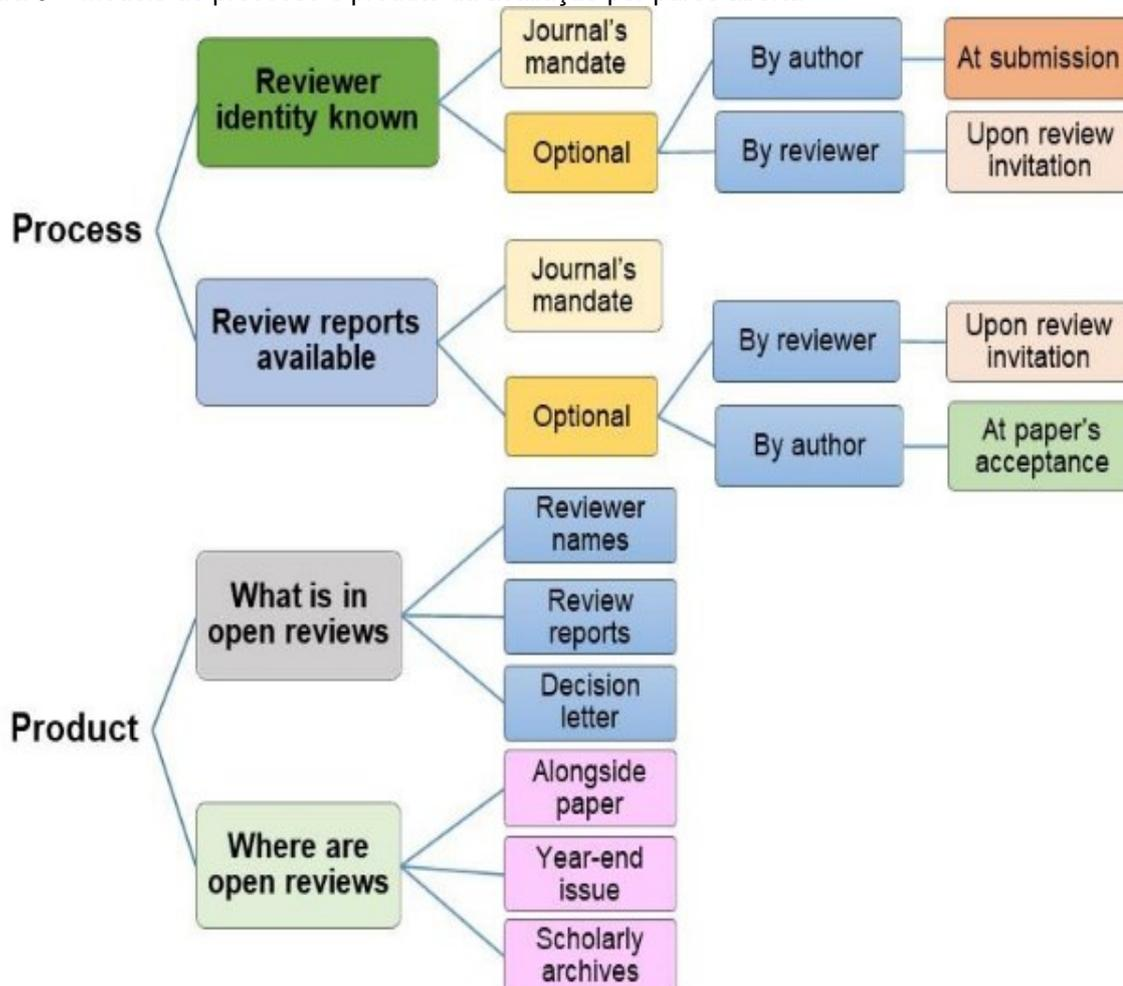 Reviewer
identity known
Journal's
mandate
Optional
By author
At submission
By reviewer
Upon review
invitation
Process
Review reports
available
Journal's
mandate
Optional
By reviewer
Upon review
invitation
By author
At paper's
acceptance
What is in
open reviews
Reviewer
names
Review
reports
Decision
letter
Product
Where are
open reviews
Alongside
paper
Year-end
issue
Scholarly
archives